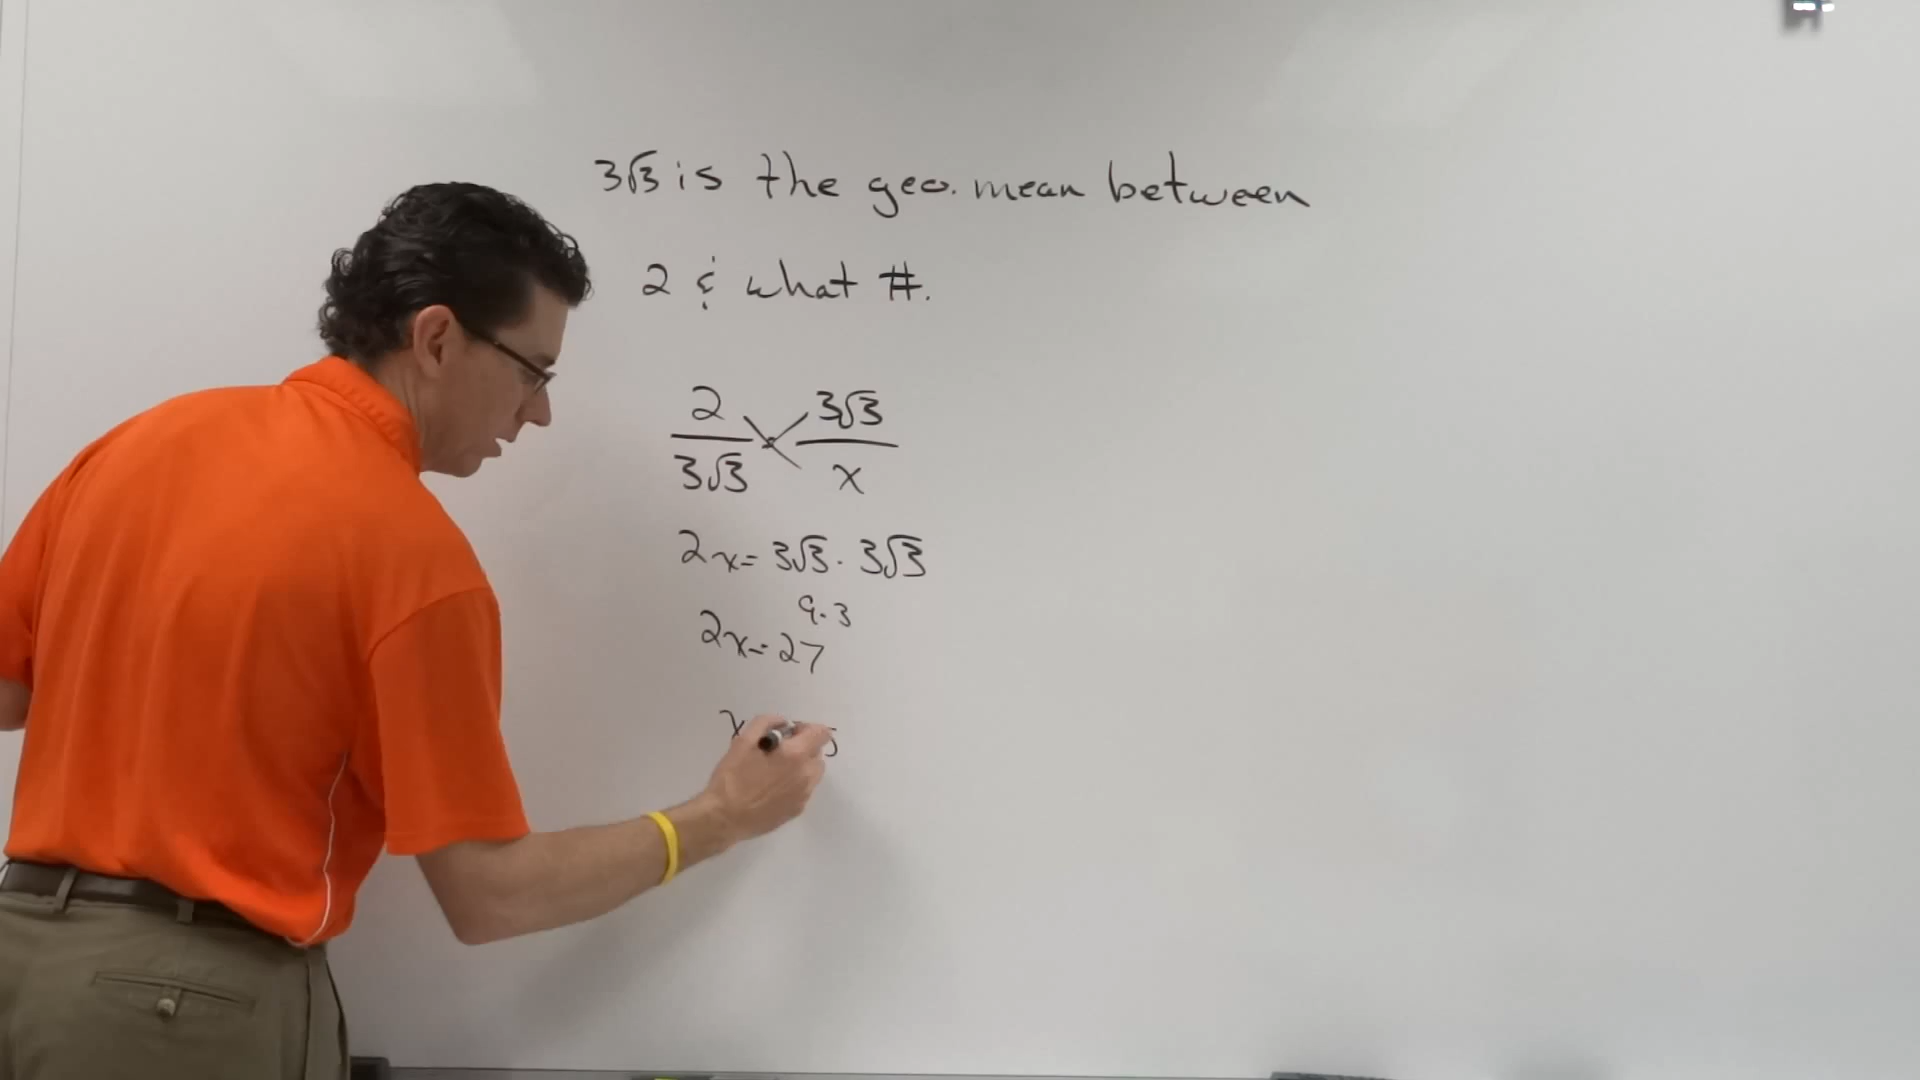 3√3 is the geo. mean between
2 & what #.
2 3√3
3√3 x
2x = 3√3 · 3√3
9·3
2x = 27
x 5